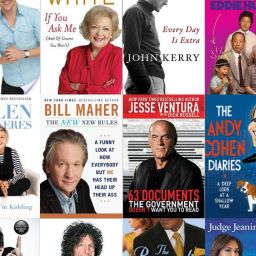 WHITE
If You
Ask Me
(And Of Course
You Won't)
Every Day
Is Extra
JOHN KERRY
EDDIE HU
LEN
ERES
I'm Kidding
NEW YORK TIMES BESTSELLER
BILL MAHER
THE NEW NEW RULES
A FUNNY
LOOK AT
HOW
EVERYBODY
BUT ME
HAS THEIR
HEAD UP
THEIR ASS
NEW YORK TIMES BESTSELLER
JESSE VENTURA
WITH DICK RUSSELL
63 DOCUMENTS
THE GOVERNMENT
DOESN'T WANT YOU TO READ
THE
ANDY
COHEN
DIARIES
A DEEP
LOOK AT A
SHALLOW
YEAR
Judge Jeanin